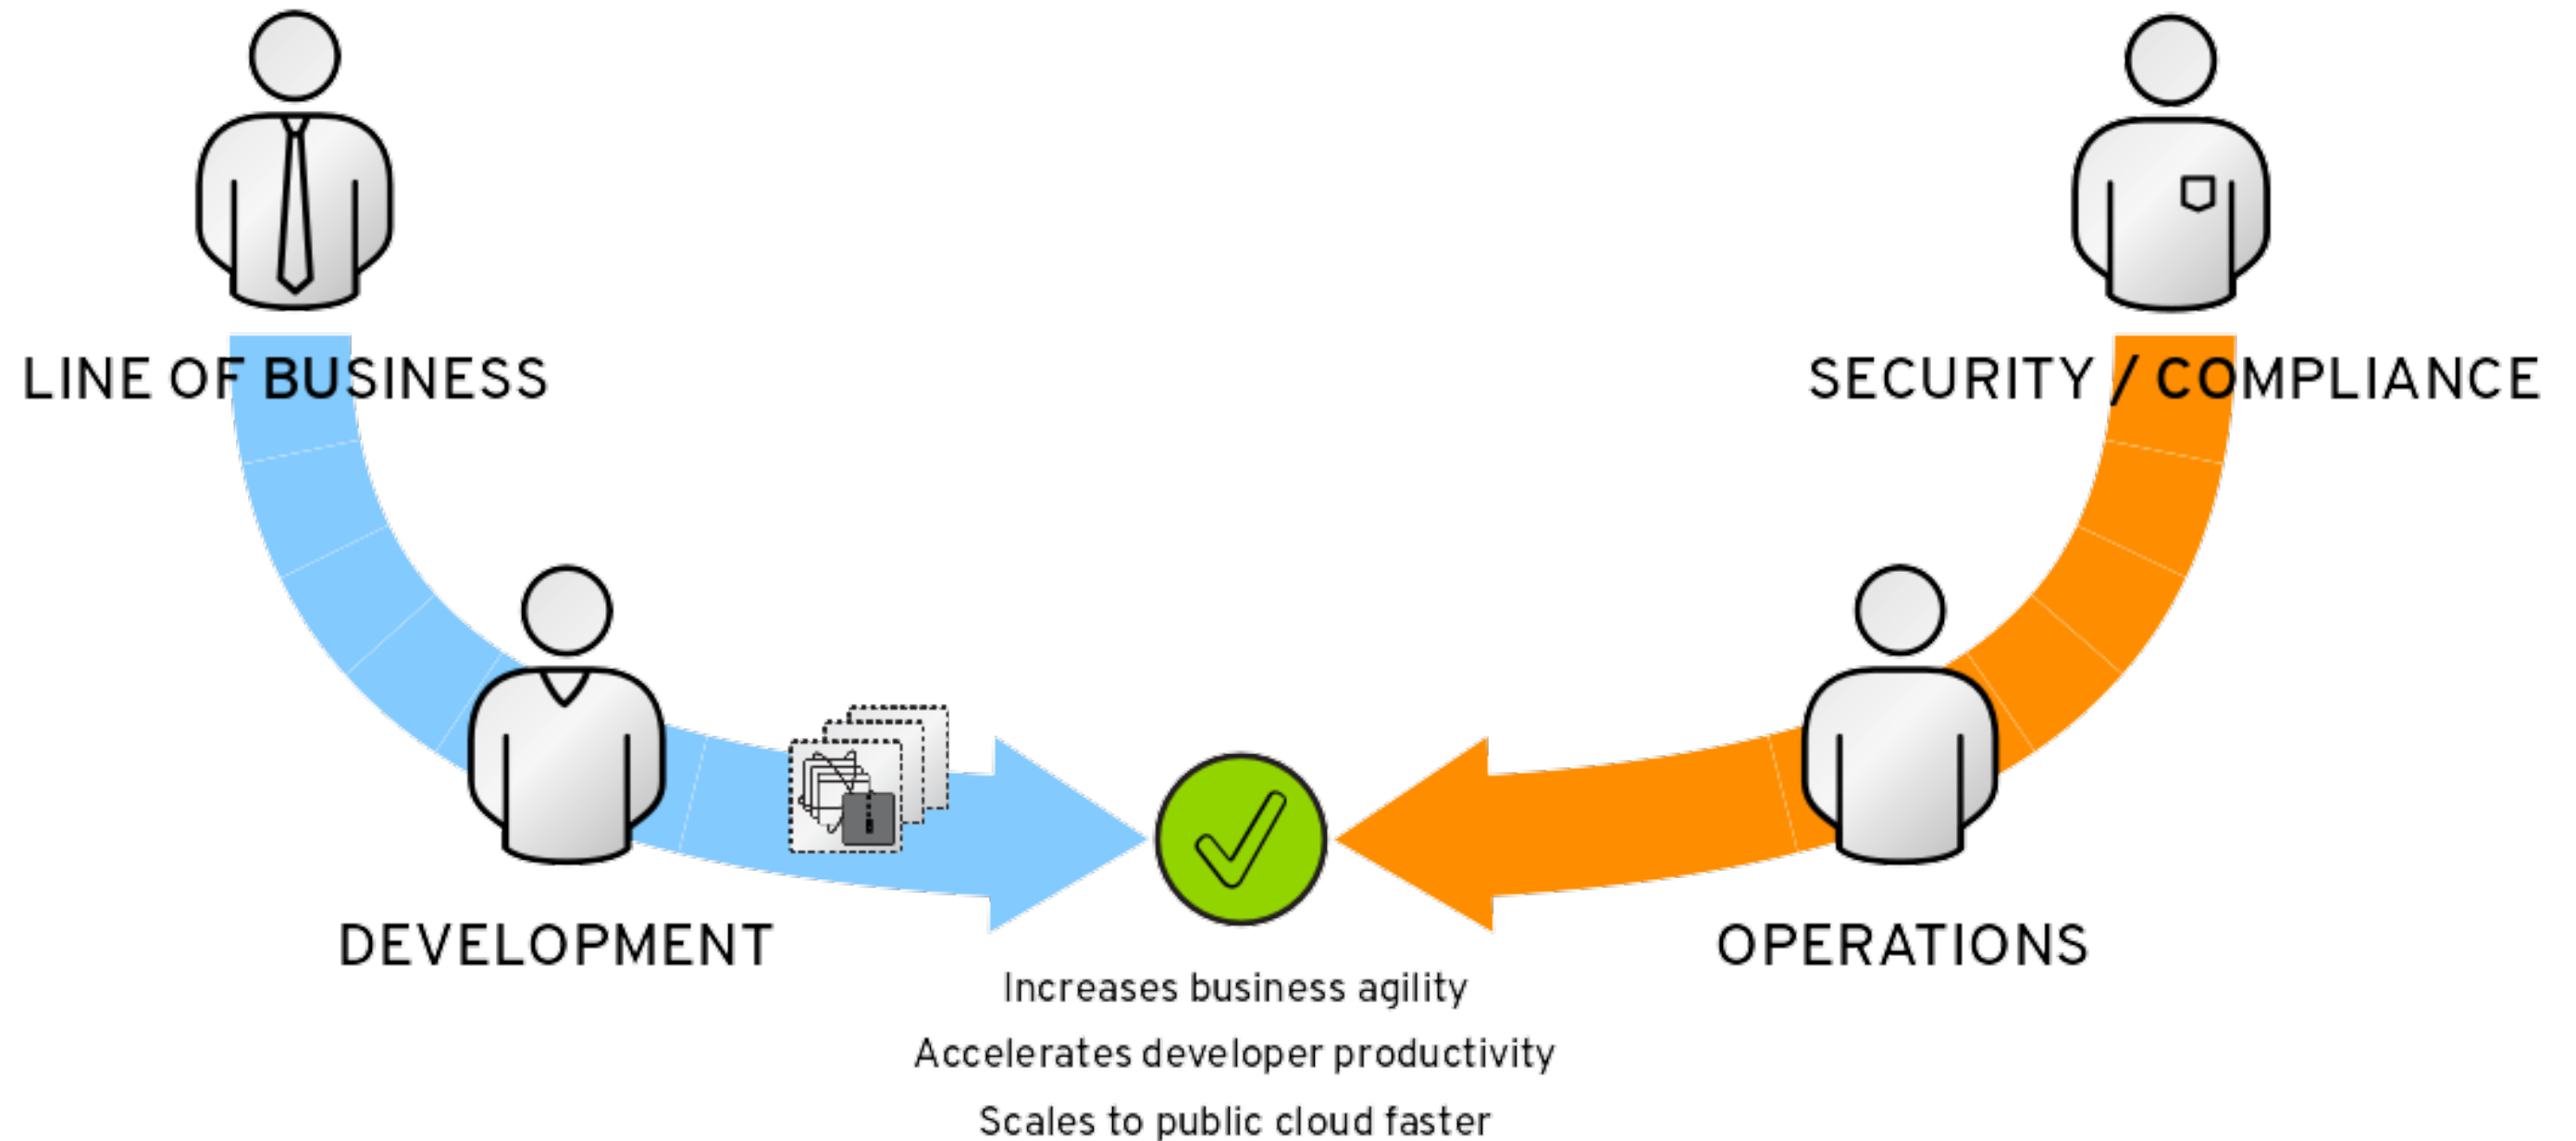 LINE OF BUSINESS
SECURITY / COMPLIANCE
DEVELOPMENT
OPERATIONS
Increases business agility
Accelerates developer productivity
Scales to public cloud faster